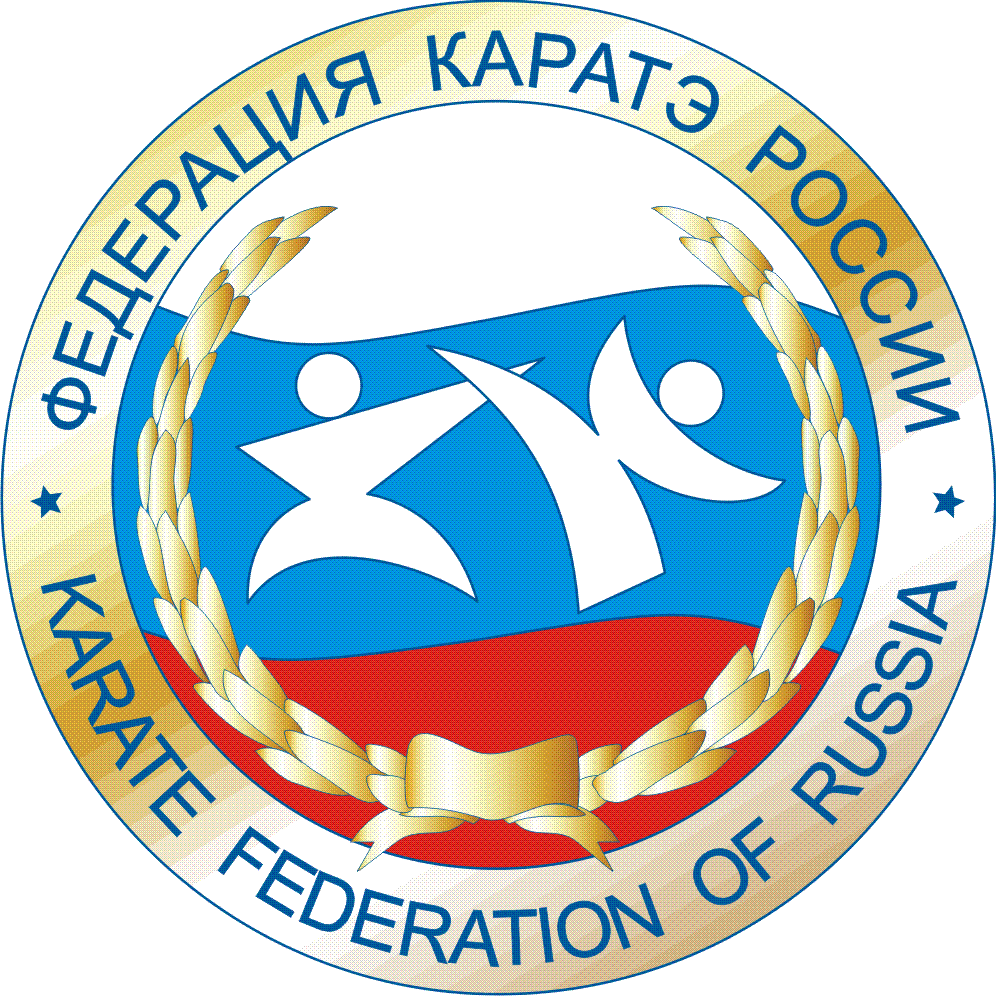 ФЕДЕРАЦИЯ КАРАТЭ РОССИИ
KARATE FEDERATION OF RUSSIA